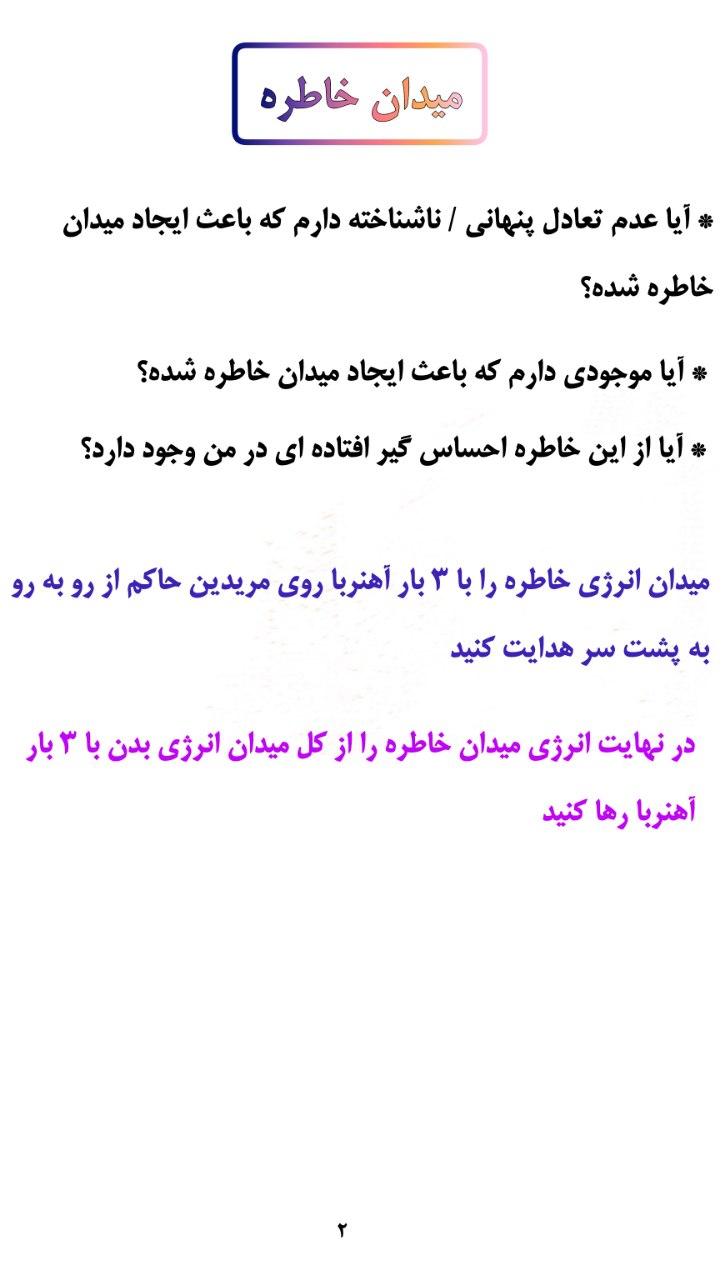 میدان خاطره
* آیا عدم تعادل پنهانی / ناشناخته دارم که باعث ایجاد میدان
خاطره شده؟
* آیا موجودی دارم که باعث ایجاد میدان خاطره شده؟
* آیا از این خاطره احساس گیر افتاده ای در من وجود دارد؟
میدان انرژی خاطره را با ۳ بار آهنربا روی مریدین حاکم از رو به رو
به پشت سر هدایت کنید
در نهایت انرژی میدان خاطره را از کل میدان انرژی بدن با ۳ بار
آهنربا رها کنید
۲